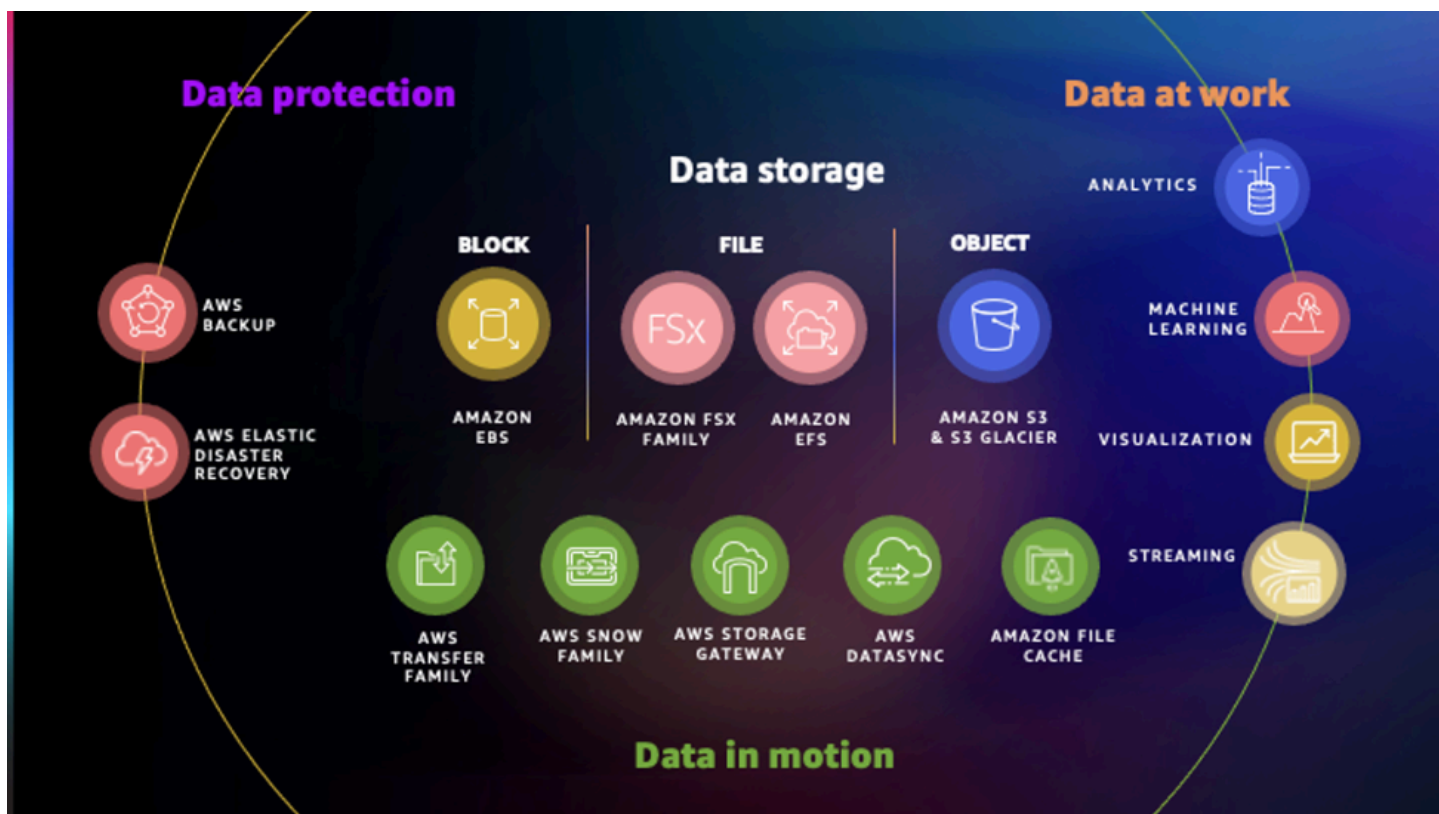 Data protection
Data at work
Data storage
ANALYTICS
BLOCK
FILE
OBJECT
AWS
BACKUP
FSx
MACHINE
LEARNING
AMAZON
EBS
AMAZON FSX
FAMILY
AMAZON
EFS
AMAZON S3
& S3 GLACIER
VISUALIZATION
AWS ELASTIC
DISASTER
RECOVERY
STREAMING
AWS
TRANSFER
FAMILY
AWS SNOW
FAMILY
AWS STORAGE
GATEWAY
AWS
DATASYNC
AMAZON FILE
CACHE
Data in motion